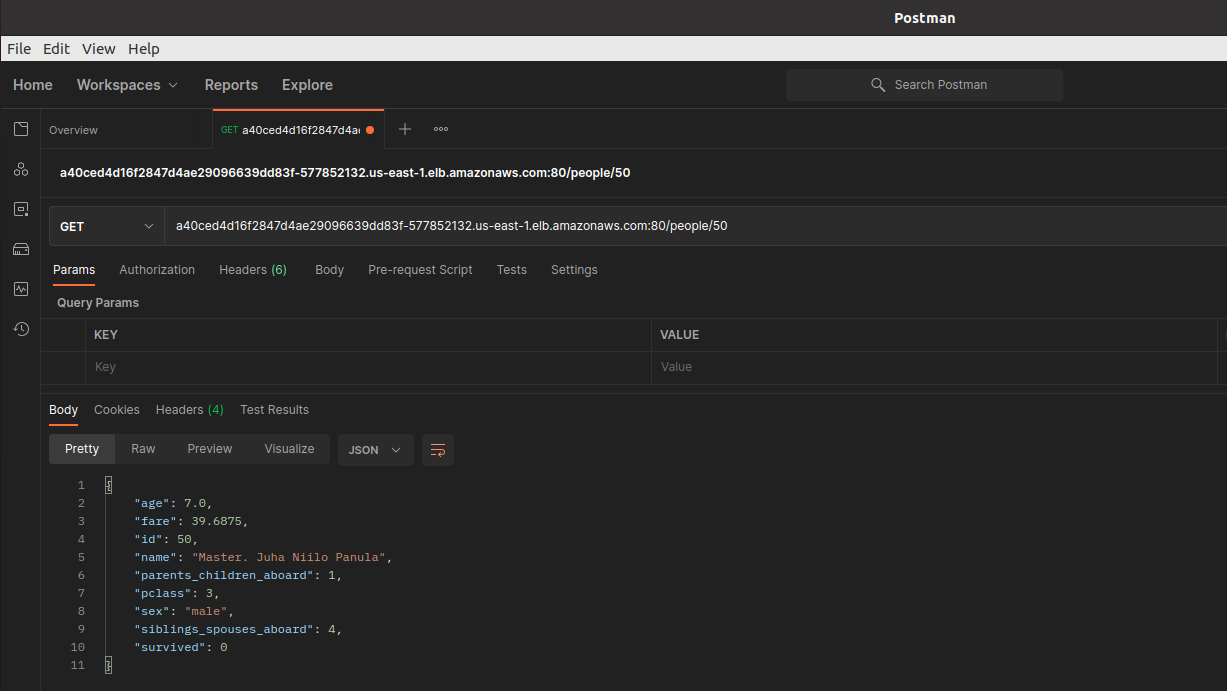 Postman
File Edit View Help
Home Workspaces Reports Explore Search Postman
Overview GET a40ced4d16f2847d4ae
a40ced4d16f2847d4ae29096639dd83f-577852132.us-east-1.elb.amazonaws.com:80/people/50
GET a40ced4d16f2847d4ae29096639dd83f-577852132.us-east-1.elb.amazonaws.com:80/people/50
Params Authorization Headers (6) Body Pre-request Script Tests Settings
Query Params
KEY VALUE
Key Value
Body Cookies Headers (4) Test Results
Pretty Raw Preview Visualize JSON
1 {
2 "age": 7.0,
3 "fare": 39.6875,
4 "id": 50,
5 "name": "Master. Juha Niilo Panula",
6 "parents_children_aboard": 1,
7 "pclass": 3,
8 "sex": "male",
9 "siblings_spouses_aboard": 4,
10 "survived": 0
11 }